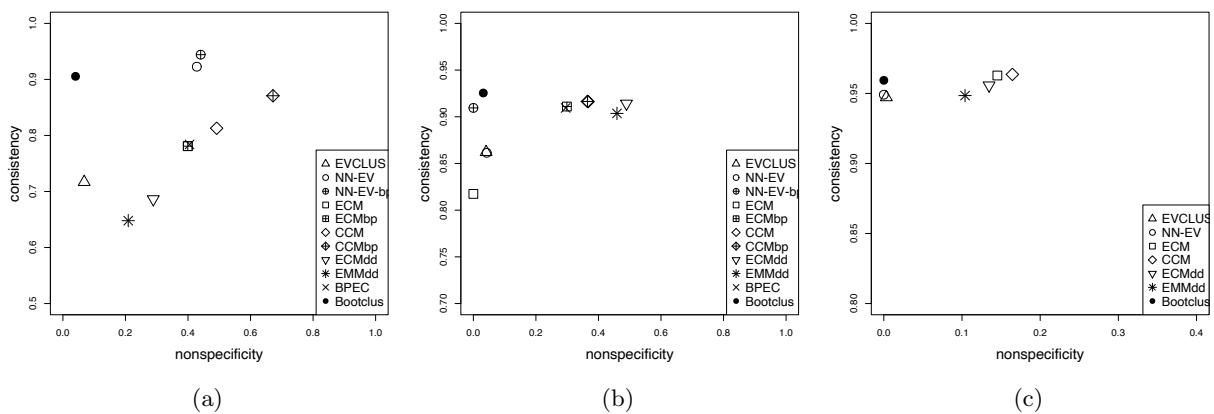 1.0
0.9
0.8
0.7
0.6
0.5
consistency
0.0 0.2 0.4 0.6 0.8 1.0
nonspecificity
EVCLUS
NN-EV
NN-EV-bp
ECM
ECMbp
CCM
CCMbp
ECMdd
EMMdd
BPEC
Bootclus
(a)
1.00
0.95
0.90
0.85
0.80
0.75
0.70
consistency
0.0 0.2 0.4 0.6 0.8 1.0
nonspecificity
EVCLUS
NN-EV
NN-EV-bp
ECM
ECMbp
CCM
CCMbp
ECMdd
EMMdd
BPEC
Bootclus
(b)
1.00
0.95
0.90
0.85
0.80
consistency
0.0 0.1 0.2 0.3 0.4
nonspecificity
EVCLUS
NN-EV
ECM
CCM
ECMdd
EMMdd
Bootclus
(c)